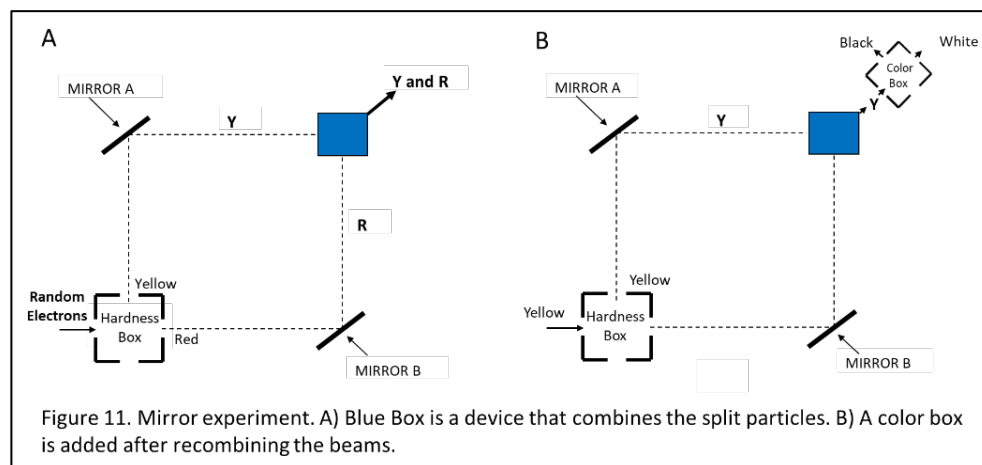 A
MIRROR A
Y
Y and R
R
Yellow
Random
Electrons
Hardness
Box
Red
MIRROR B
B
Black
White
Color
Box
MIRROR A
Y
Y
Yellow
Yellow
Hardness
Box
MIRROR B
Figure 11. Mirror experiment. A) Blue Box is a device that combines the split particles. B) A color box
is added after recombining the beams.